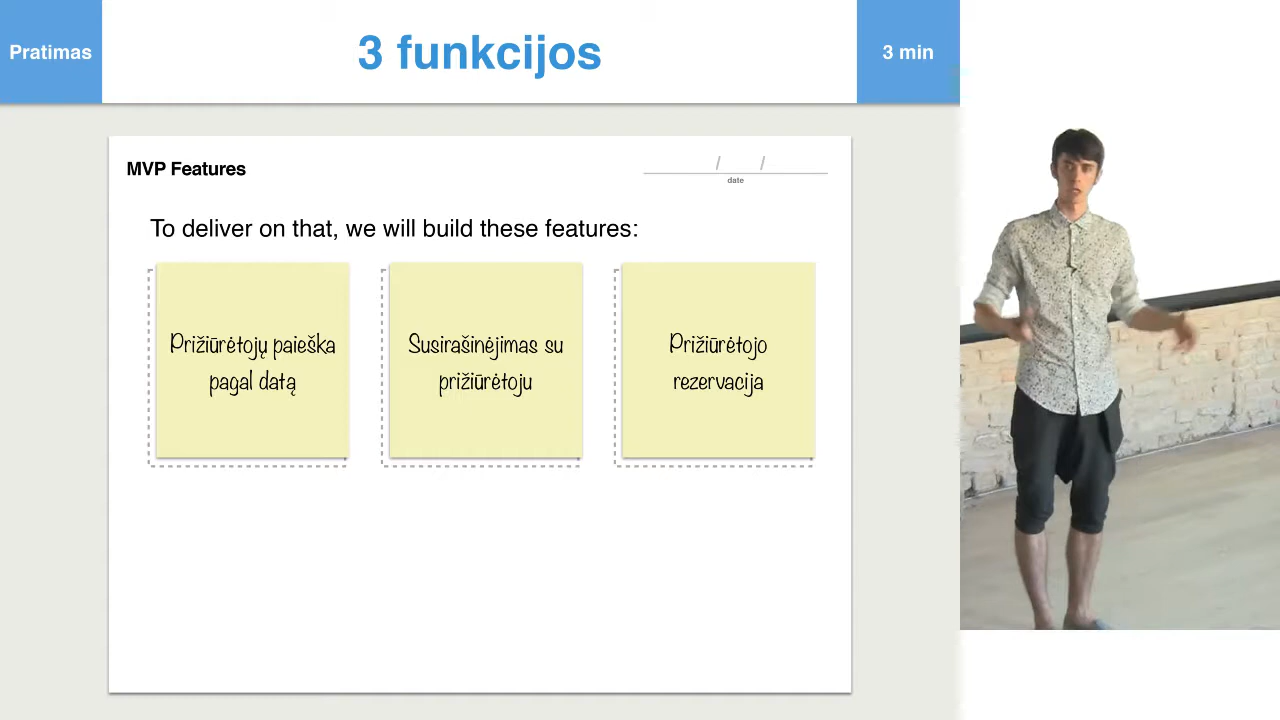 Pratimas
3 funkcijos
3 min
MVP Features
/ /
date
To deliver on that, we will build these features:
Prižiūrėtojų paieška
pagal datą
Susirašinėjimas su
prižiūrėtoju
Prižiūrėtojo
rezervacija